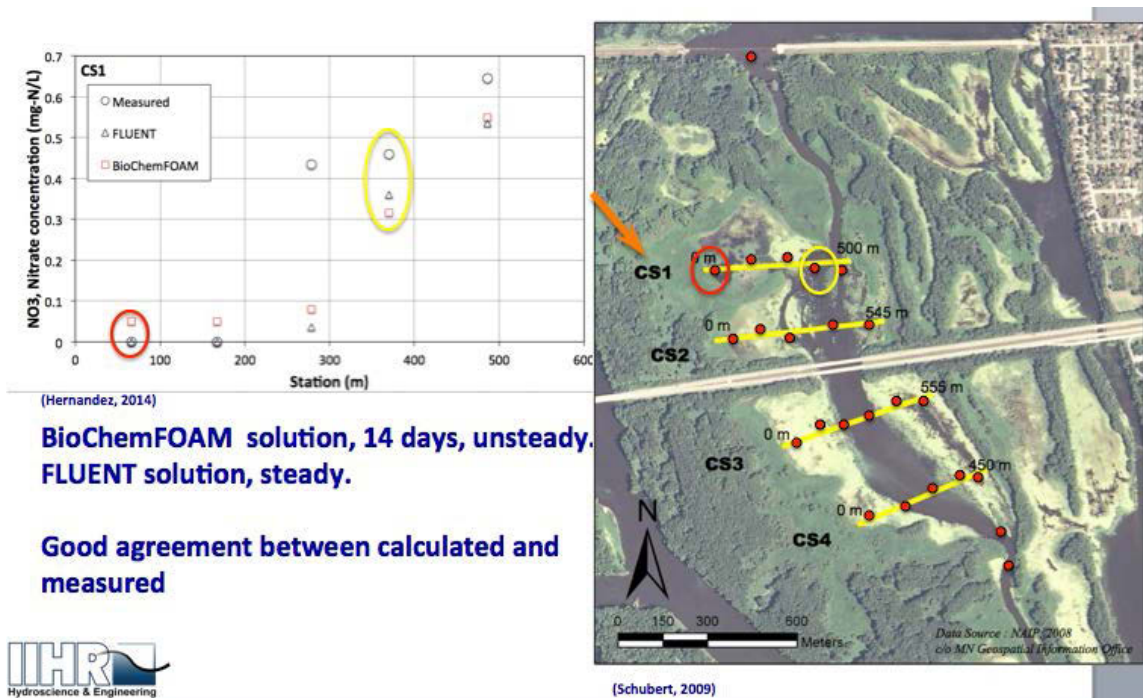 CS1
Measured
FLUENT
BioChemFOAM
NO3, Nitrate concentration (mg-N/L)
0.7
0.6
0.5
0.4
0.3
0.2
0.1
0
0 100 200 300 400 500 600
Station (m)
(Hernandez, 2014)
BioChemFOAM solution, 14 days, unsteady.
FLUENT solution, steady.
Good agreement between calculated and
measured
IIHR
Hydroscience & Engineering
0 m
500 m
CS1
545 m
0 m
CS2
555 m
0 m
CS3
450 m
0 m
CS4
N
0 150 300 600
Meters
Data Source : NAIP, 2008
c/o MN Geospatial Information Office
(Schubert, 2009)